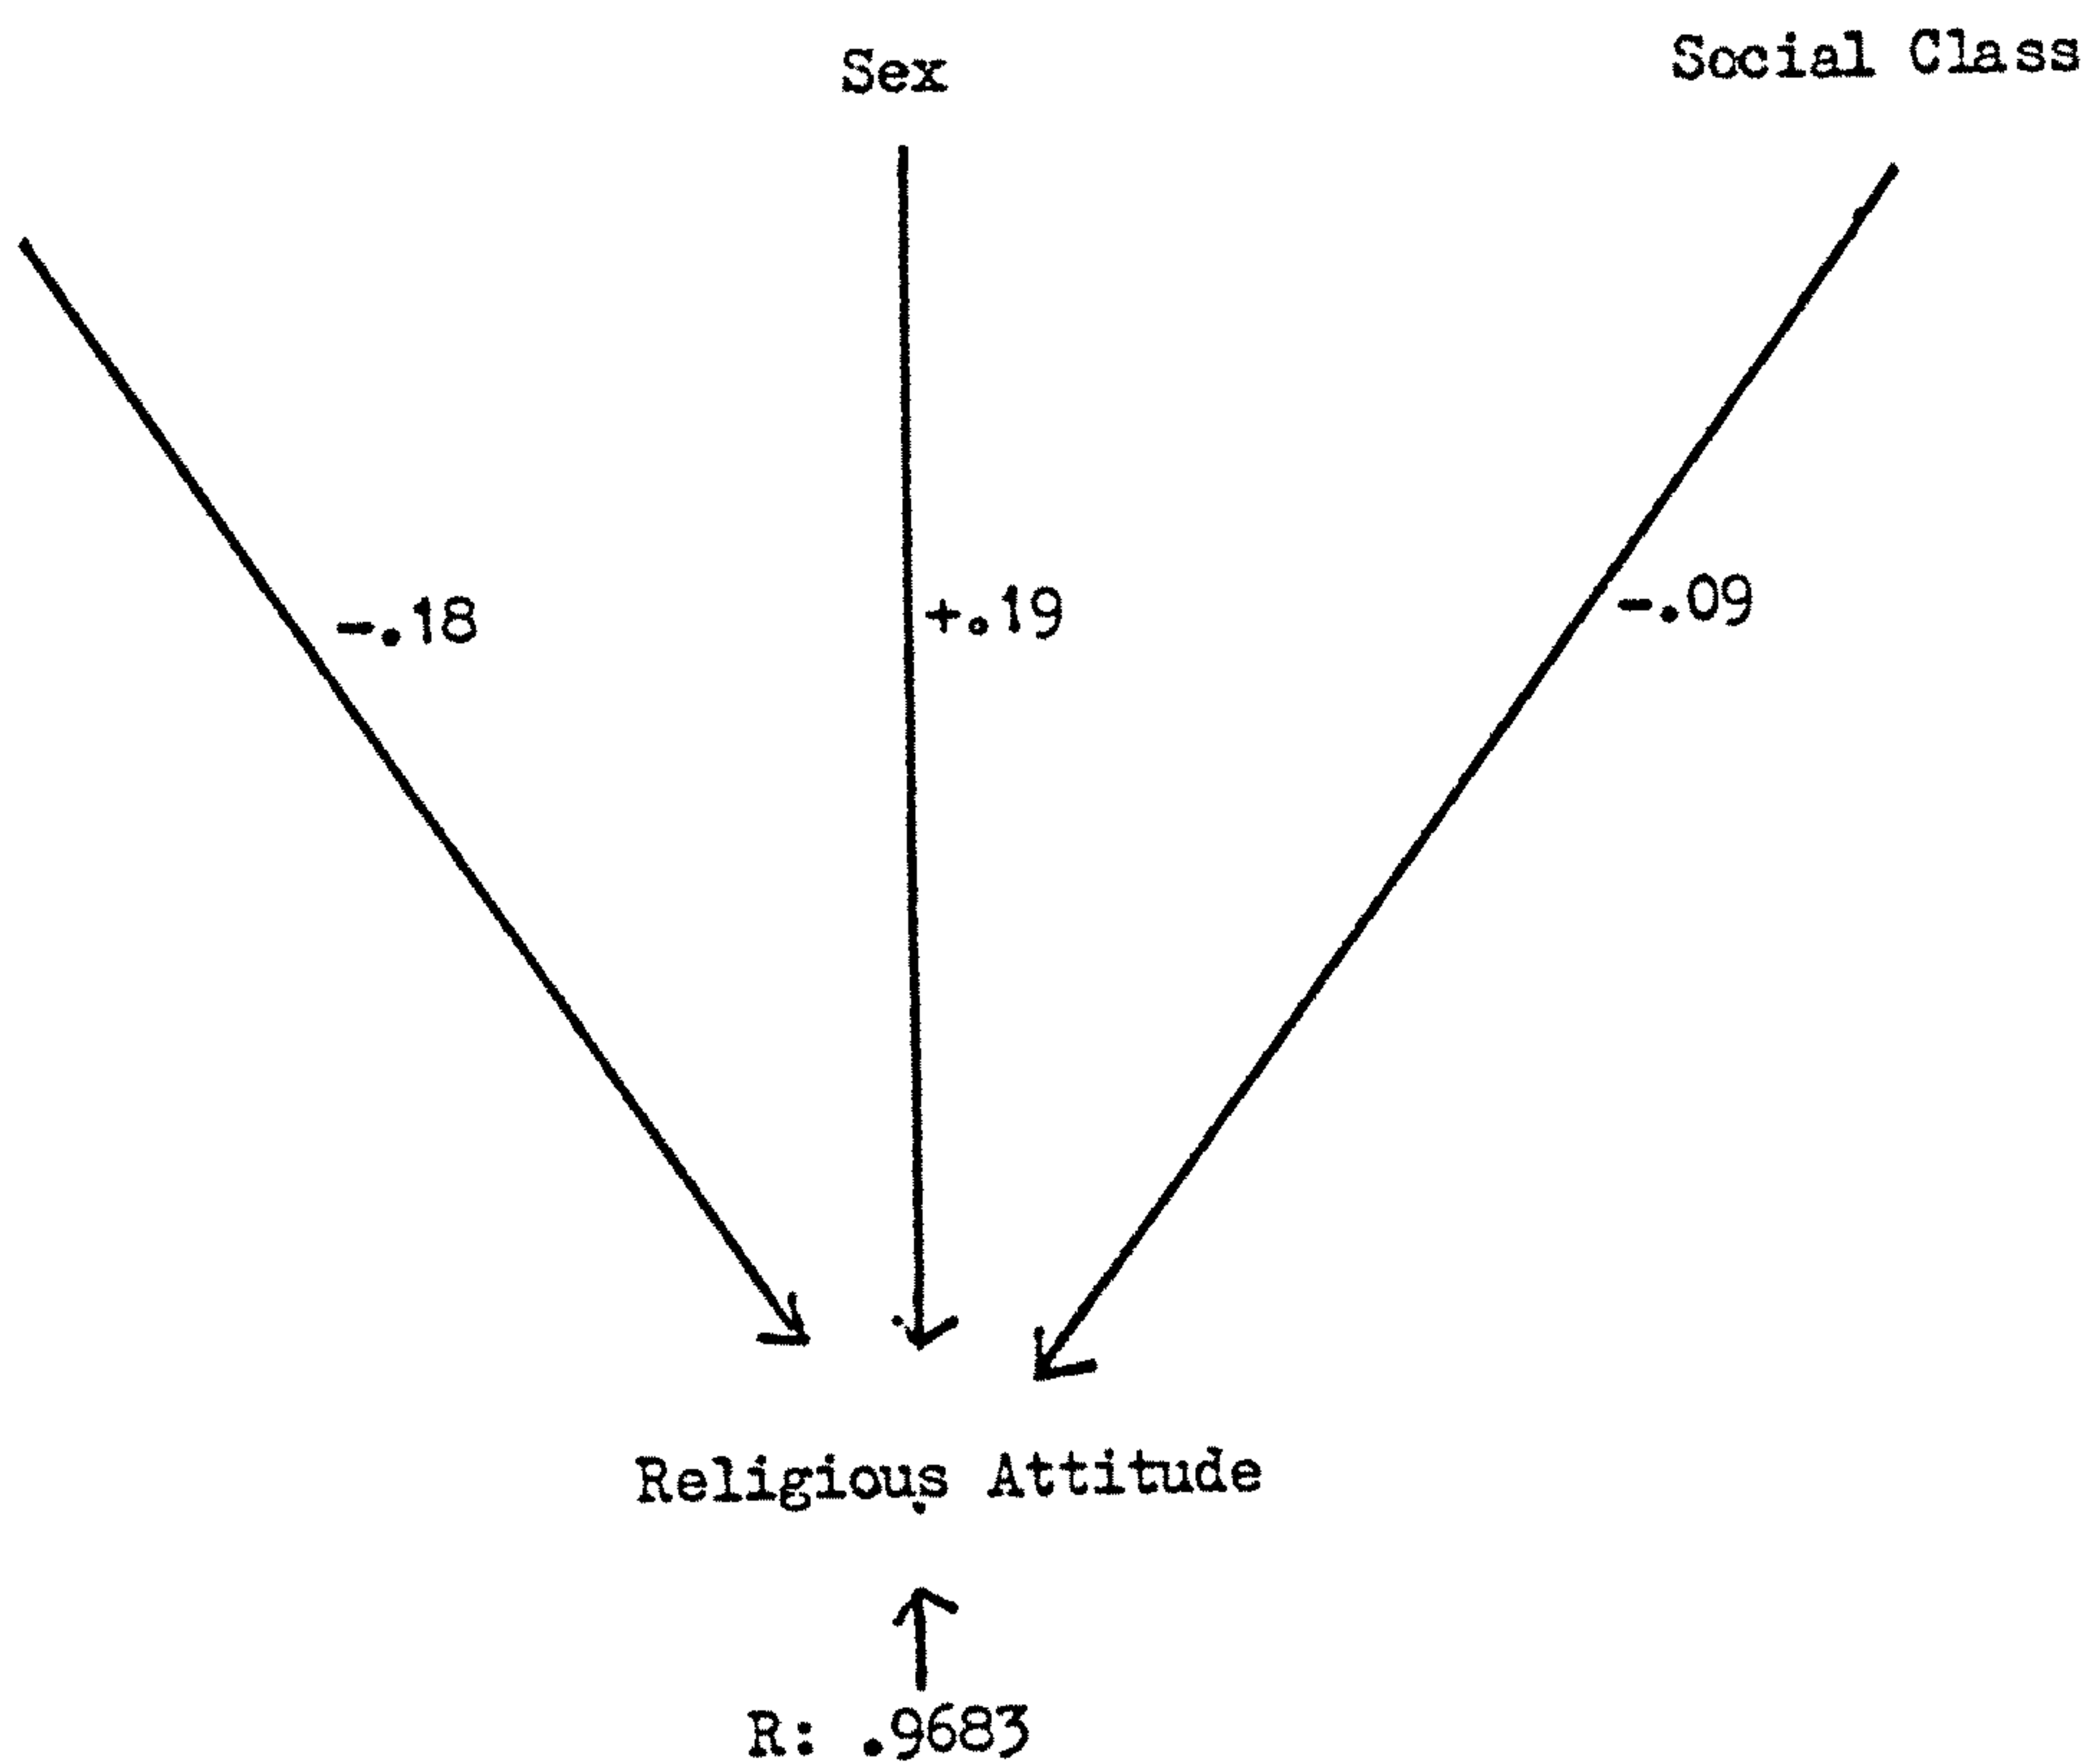 Sex
Social Class
-.18
+.19
-.09
Religious Attitude
R: .9683